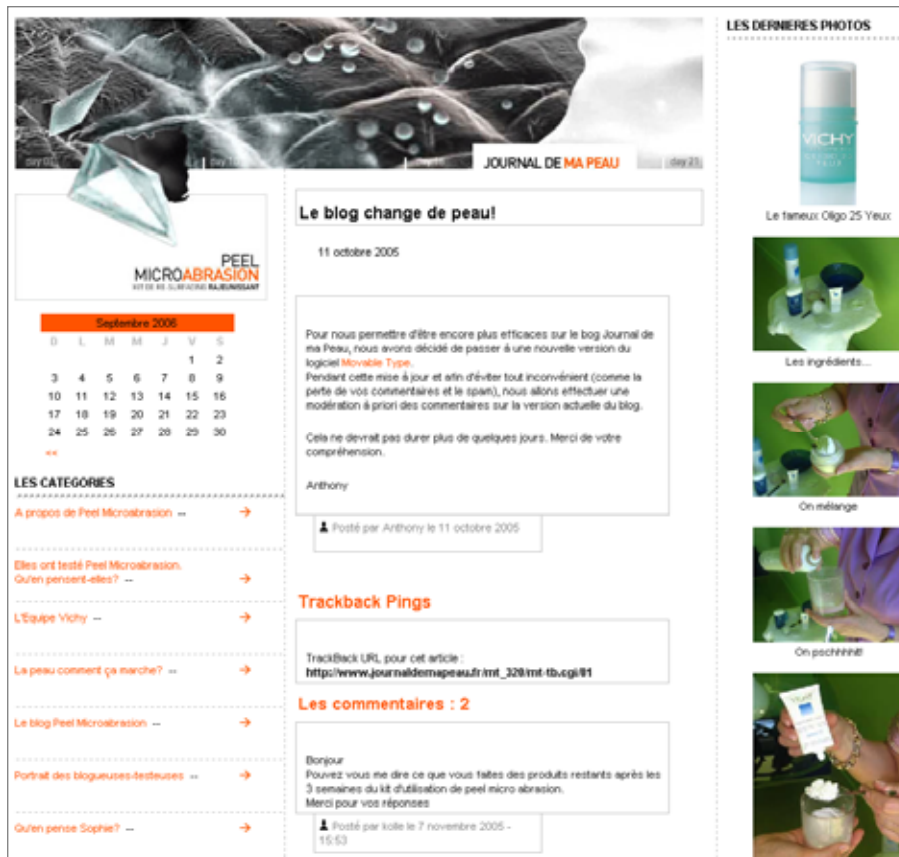 LES DERNIERES PHOTOS
day 21
JOURNAL DE MA PEAU
VICHY
Le fameux Oligo 25 Yeux
Les ingrédients...
On mélange
On pschhhhit!
PEEL
MICROABRASION
KIT DE RE-SURFACING RAJEUNISSANT
Septembre 2006
D L M M J V S
1 2
3 4 5 6 7 8 9
10 11 12 13 14 15 16
17 18 19 20 21 22 23
24 25 26 27 28 29 30
<<
LES CATEGORIES
A propos de Peel Microabrasion --
Elles ont testé Peel Microabrasion.
Qu'en pensent-elles? --
L'Equipe Vichy --
La peau comment ça marche? --
Le blog Peel Microabrasion --
Portrait des blogueuses-testeuses --
Qu'en pense Sophie? --
Le blog change de peau!
11 octobre 2005
Pour nous permettre d'être encore plus efficaces sur le bog Journal de
ma Peau, nous avons décidé de passer à une nouvelle version du
logiciel Movable Type.
Pendant cette mise à jour et afin d'éviter tout inconvénient (comme la
perte de vos commentaires et le spam), nous allons effectuer une
modération à priori des commentaires sur la version actuelle du blog.
Cela ne devrait pas durer plus de quelques jours. Merci de votre
compréhension.
Anthony
Posté par Anthony le 11 octobre 2005
Trackback Pings
TrackBack URL pour cet article :
http://www.journaldemapeau.fr/mt_320/mt-tb.cgi/81
Les commentaires : 2
Bonjour
Pouvez vous me dire ce que vous faites des produits restants après les
3 semaines du kit d'utilisation de peel micro abrasion.
Merci pour vos réponses
Posté par kolle le 7 novembre 2005 -
15:53